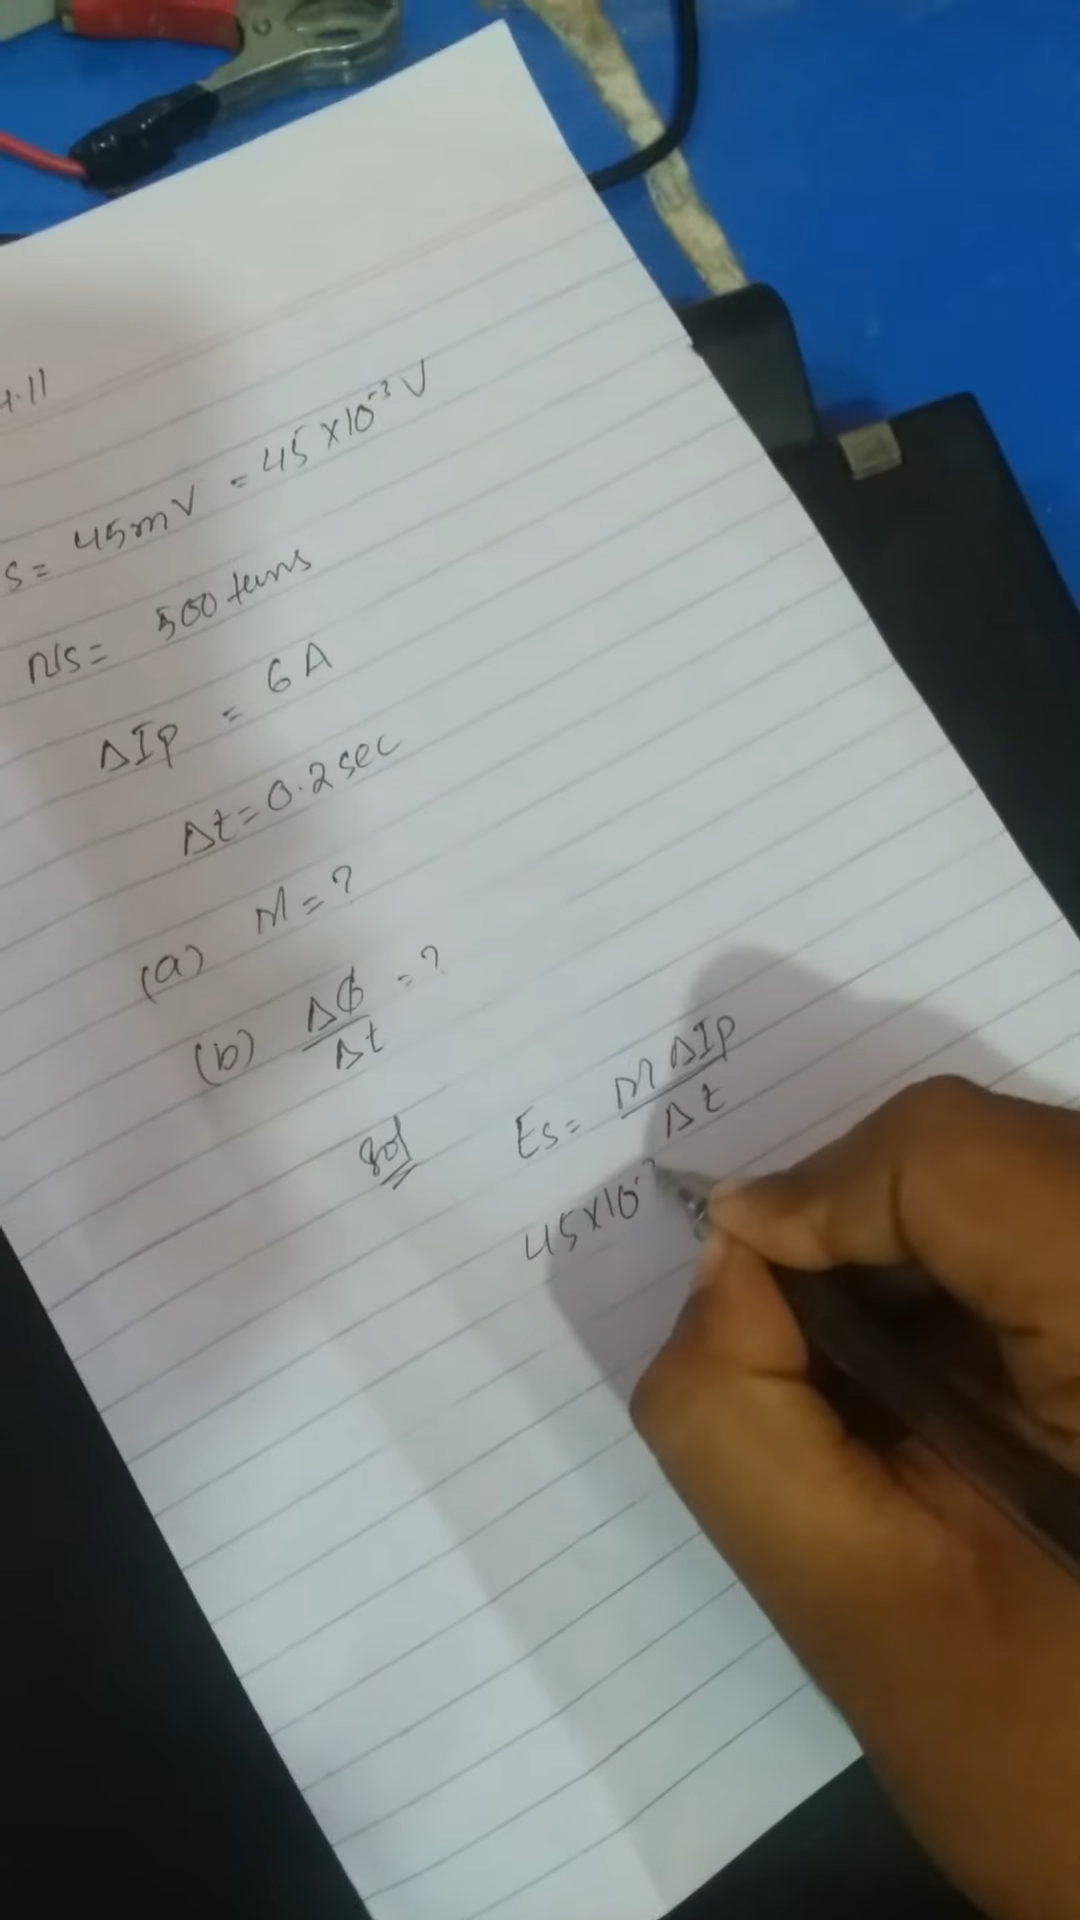 4.11
s = 45mV = 45×10⁻³ V
Ns = 500 turns
ΔIp = 6A
Δt = 0.2 sec
(a) M = ?
(b) Δϕ/Δt = ?
Sol Es = M ΔIp/Δt
45×10⁻³